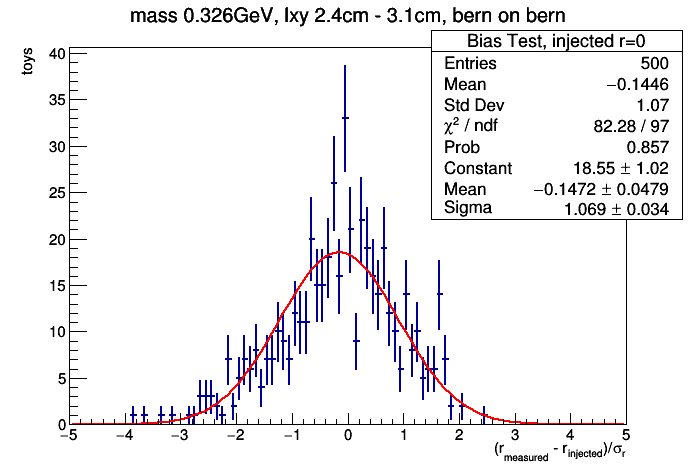 mass 0.326GeV, lxy 2.4cm - 3.1cm, bern on bern
Bias Test, injected r=0
Entries 500
Mean −0.1446
Std Dev 1.07
χ² / ndf 82.28 / 97
Prob 0.857
Constant 18.55 ± 1.02
Mean −0.1472 ± 0.0479
Sigma 1.069 ± 0.034
toys
40
35
30
25
20
15
10
5
0
−5 −4 −3 −2 −1 0 1 2 3 4 5
(r_measured - r_injected)/σ_r